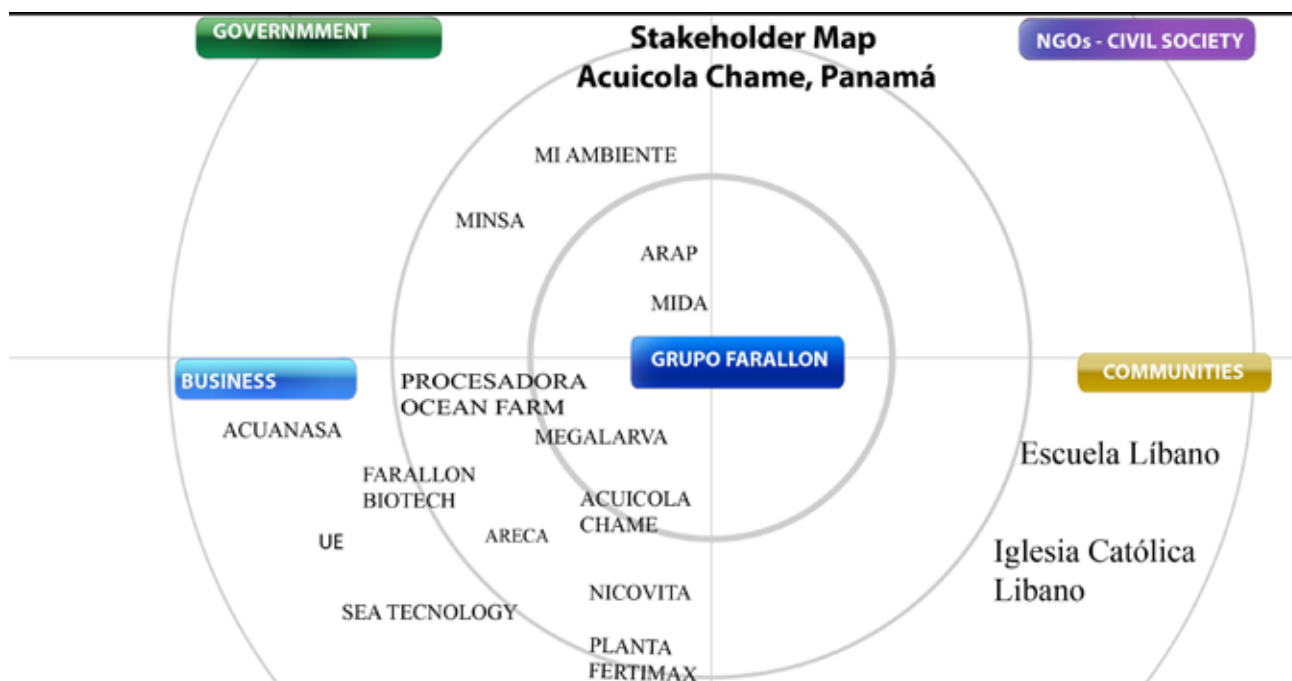 GOVERNMMENT
Stakeholder Map
Acuicola Chame, Panamá
NGOs - CIVIL SOCIETY
MI AMBIENTE
MINSA
ARAP
MIDA
GRUPO FARALLON
BUSINESS
COMMUNITIES
PROCESADORA
OCEAN FARM
ACUANASA
MEGALARVA
Escuela Líbano
FARALLON
BIOTECH
ACUICOLA
CHAME
ARECA
UE
Iglesia Católica
Libano
NICOVITA
SEA TECNOLOGY
PLANTA
FERTIMAX